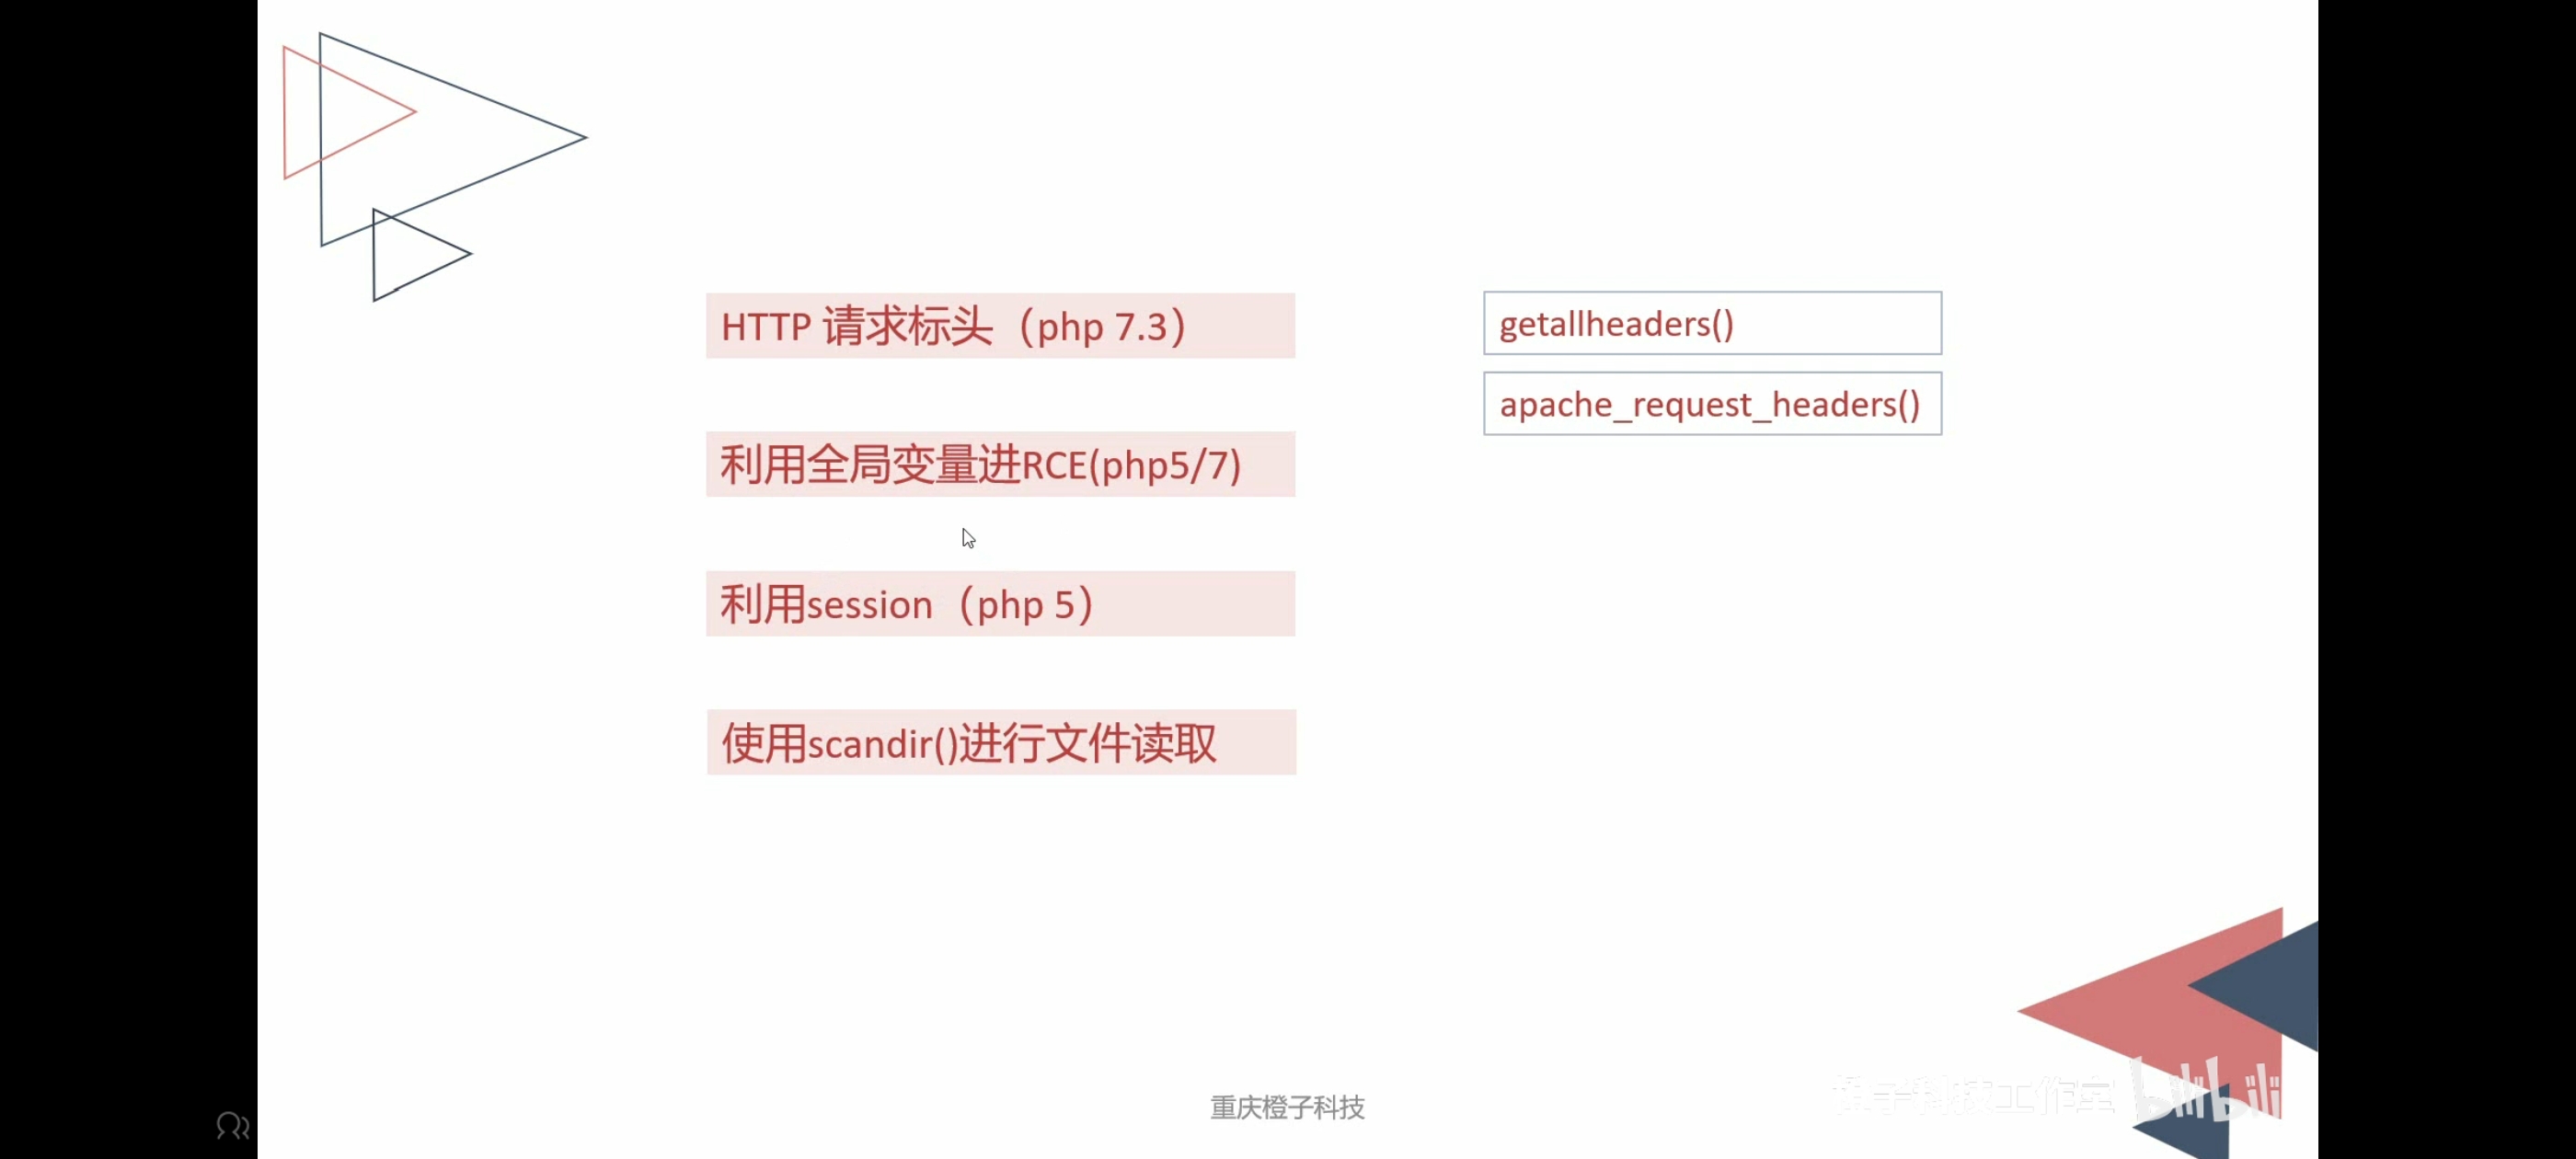 HTTP 请求标头（php 7.3）
getallheaders()
apache_request_headers()
利用全局变量进RCE(php5/7)
利用session（php 5）
使用scandir()进行文件读取
重庆橙子科技
橙子科技工作室 bilibili